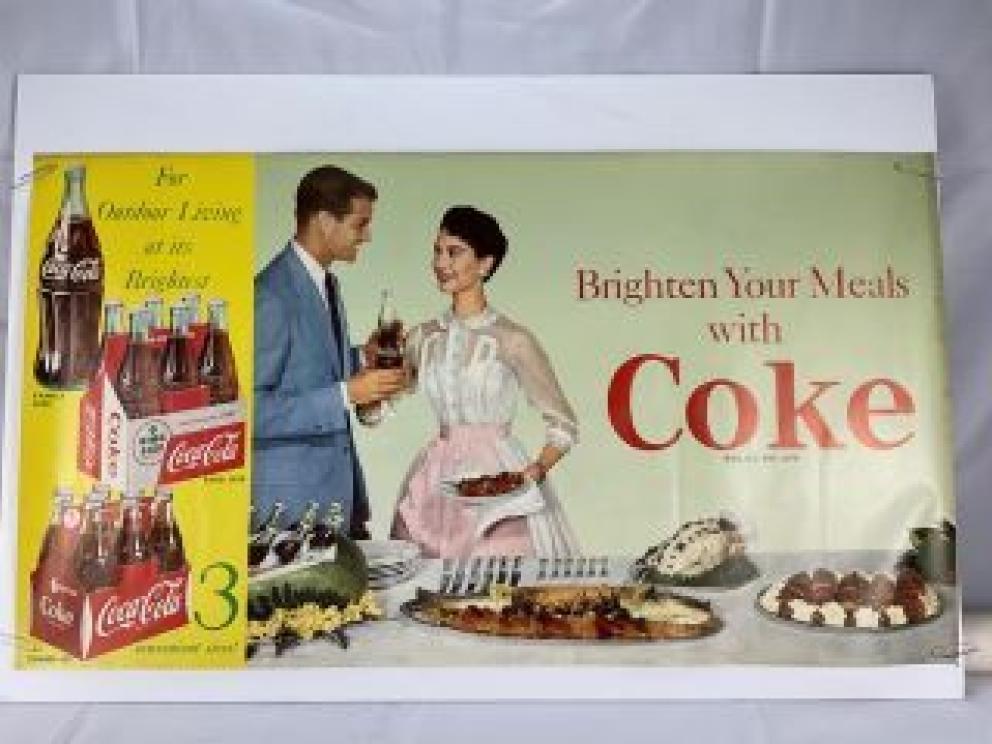 For
Outdoor Living
at its
Brightest
Coca-Cola
Coke
Coca-Cola
Coke
Coca-Cola
3
Brighten Your Meals
with
Coke